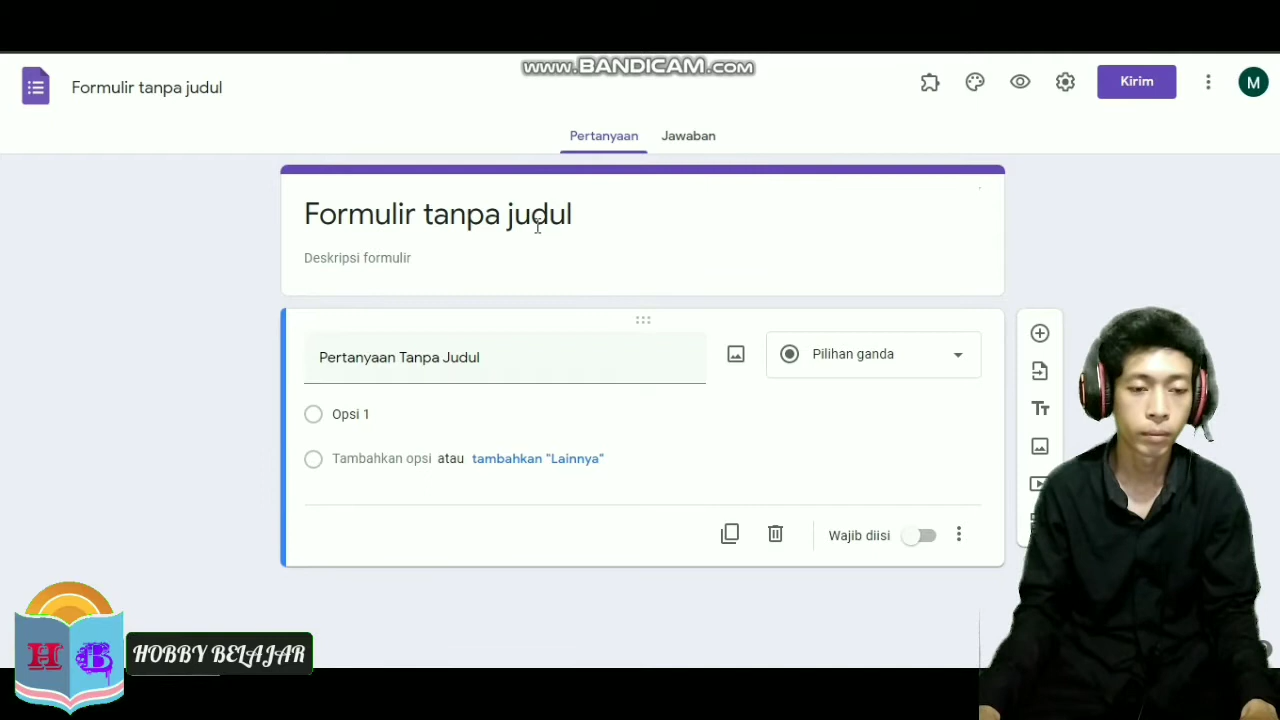 www.BANDICAM.com
Formulir tanpa judul
Kirim
M
Pertanyaan Jawaban
Formulir tanpa judul
Deskripsi formulir
Pertanyaan Tanpa Judul
Pilihan ganda
Opsi 1
Tambahkan opsi atau tambahkan "Lainnya"
Wajib diisi
H B
HOBBY BELAJAR